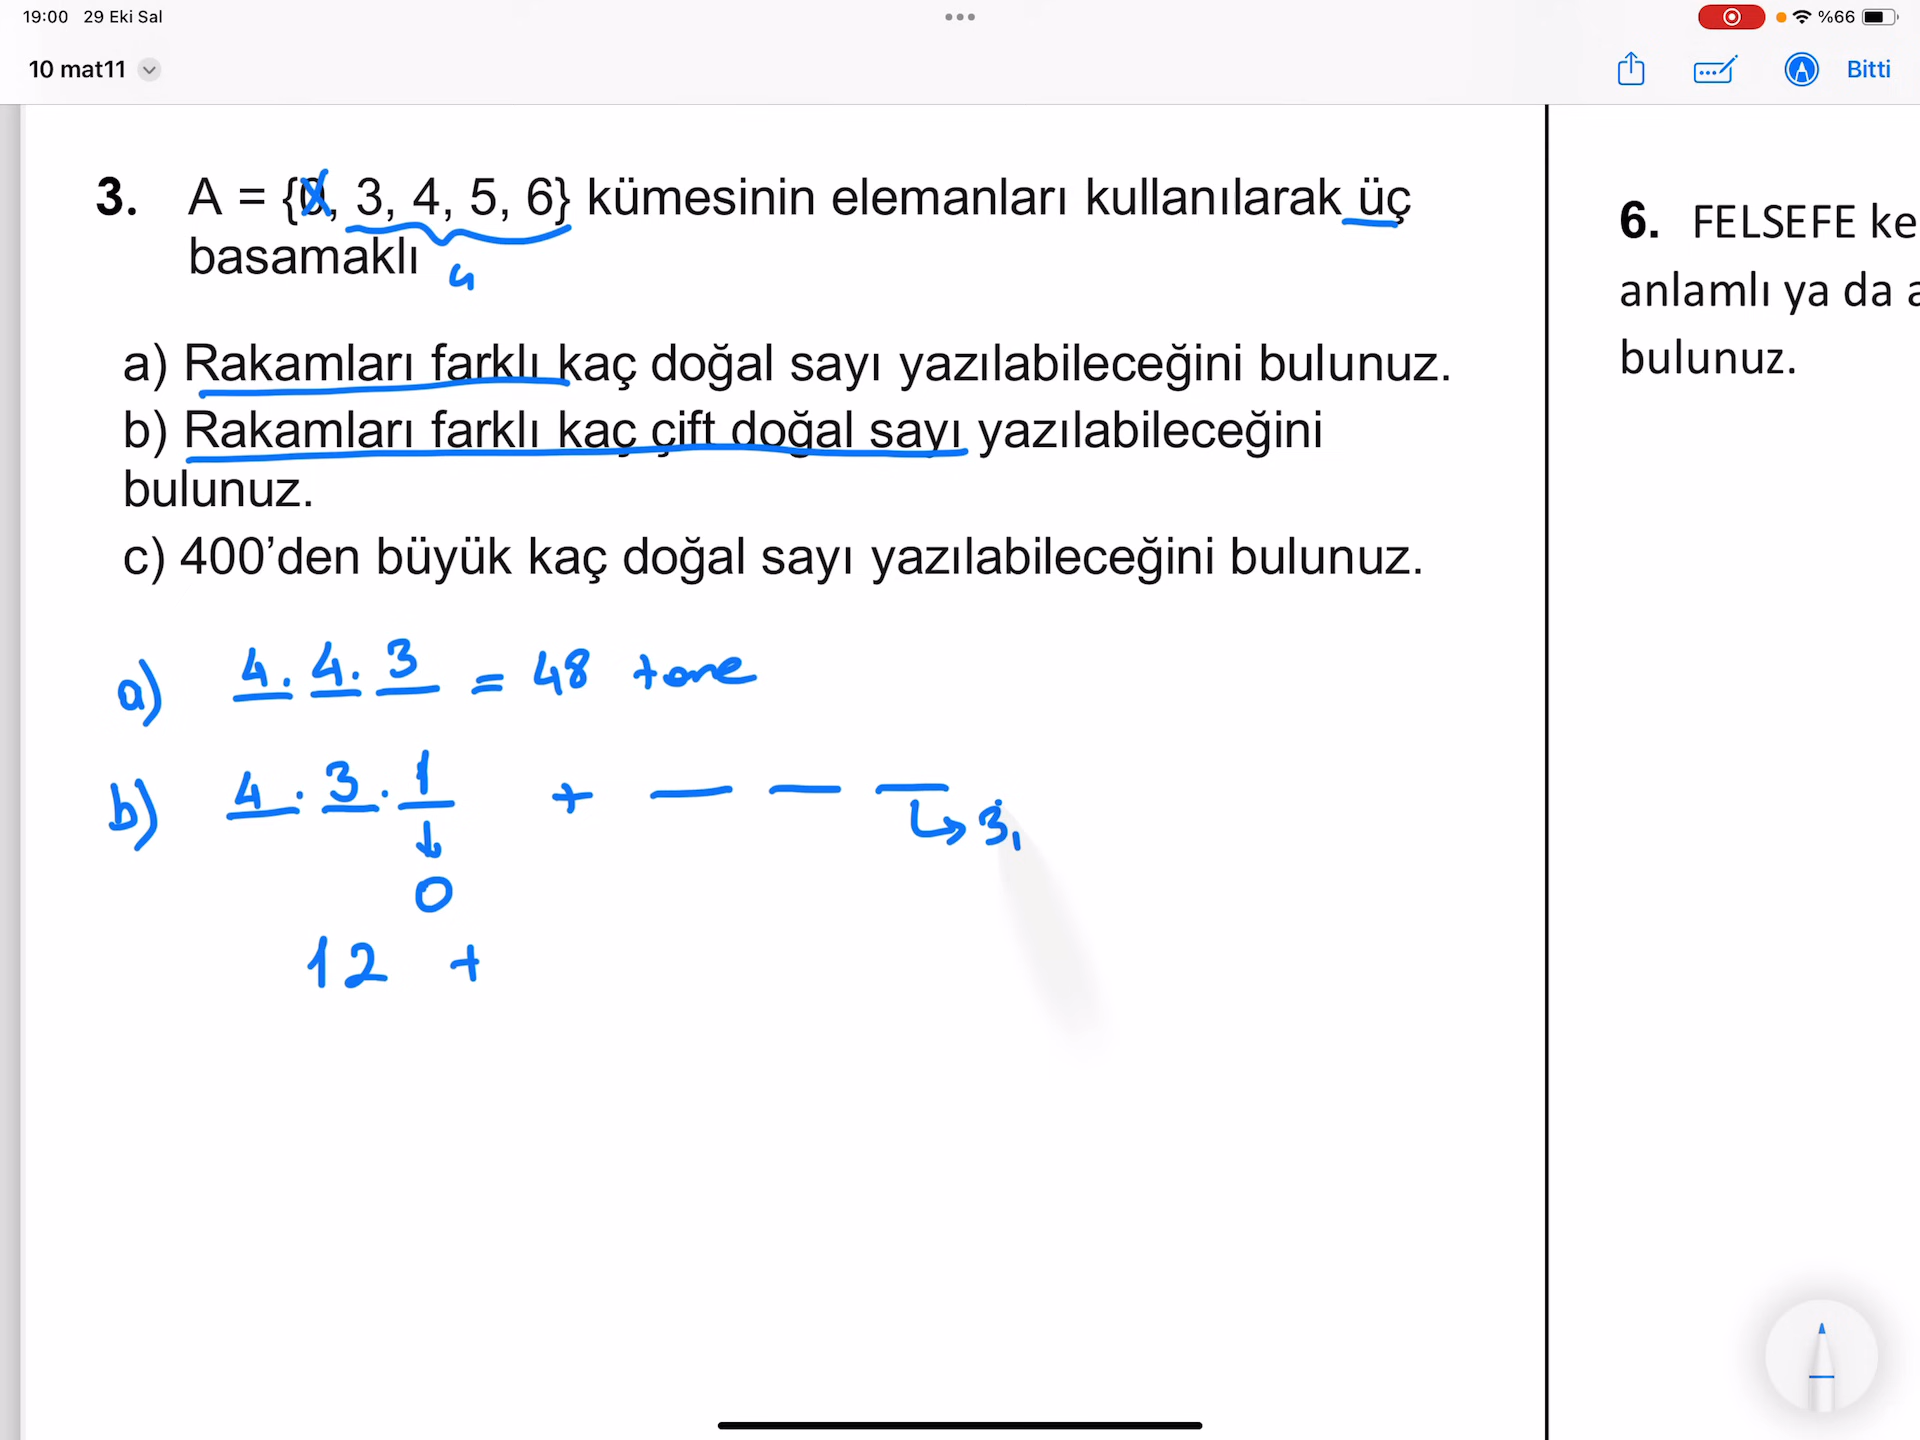 19:00 29 Eki Sal
%66
10 mat11
Bitti
3. A = {0, 3, 4, 5, 6} kümesinin elemanları kullanılarak üç
basamaklı
4
a) Rakamları farklı kaç doğal sayı yazılabileceğini bulunuz.
b) Rakamları farklı kaç çift doğal sayı yazılabileceğini
bulunuz.
c) 400’den büyük kaç doğal sayı yazılabileceğini bulunuz.
a) 4 . 4 . 3 = 48 tane
b) 4 . 3 . 1 + _ _ _
3,
0
12 +
6. FELSEFE ke
anlamlı ya da a
bulunuz.